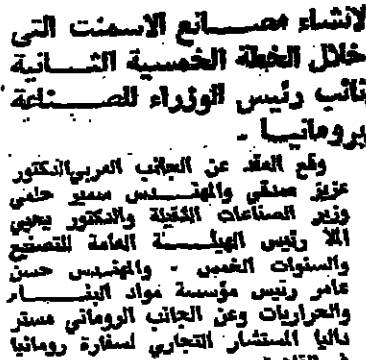 لانشاء مصانع الاسمنت التى
خلال الخطة الخمسية الثانية
نائب رئيس الوزراء للصناعة
برومانيا .
وقع العقد عن الجانب العربي الدكتور
عزيز صدقي والمهندس سمير حلمي
وزير الصناعات الثقيلة والدكتور يحيى
الملا رئيس الهيئة العامة للتصنيع
والسنوات الخمس . والمهندس حسن
عامر رئيس مؤسسة مواد البناء
والحراريات وعن الجانب الروماني مستر
داليا المستشار التجاري لسفارة رومانيا